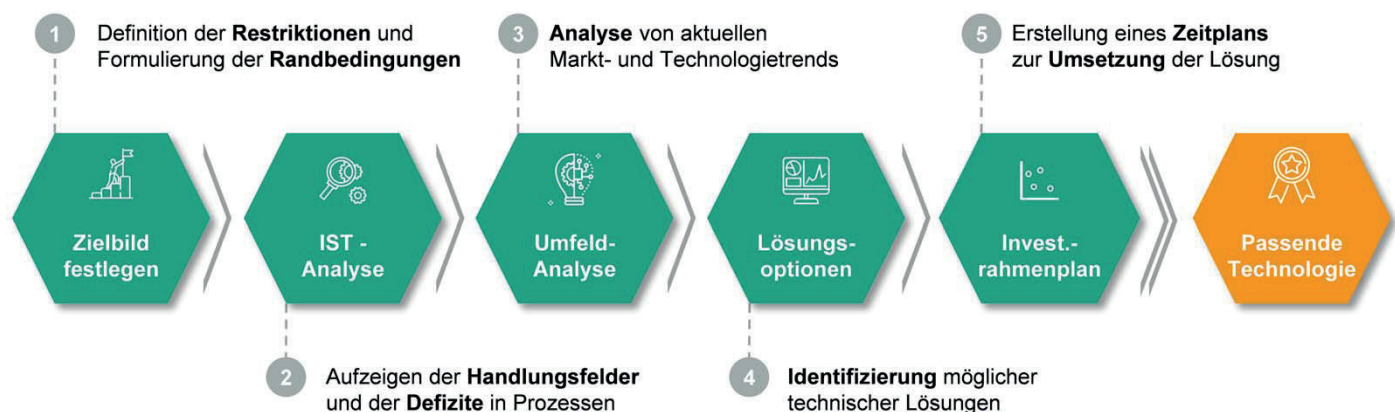 1
Definition der Restriktionen und
Formulierung der Randbedingungen
3
Analyse von aktuellen
Markt- und Technologietrends
5
Erstellung eines Zeitplans
zur Umsetzung der Lösung
Zielbild
festlegen
IST -
Analyse
Umfeld-
Analyse
Lösungs-
optionen
Invest.-
rahmenplan
Passende
Technologie
2
Aufzeigen der Handlungsfelder
und der Defizite in Prozessen
4
Identifizierung möglicher
technischer Lösungen